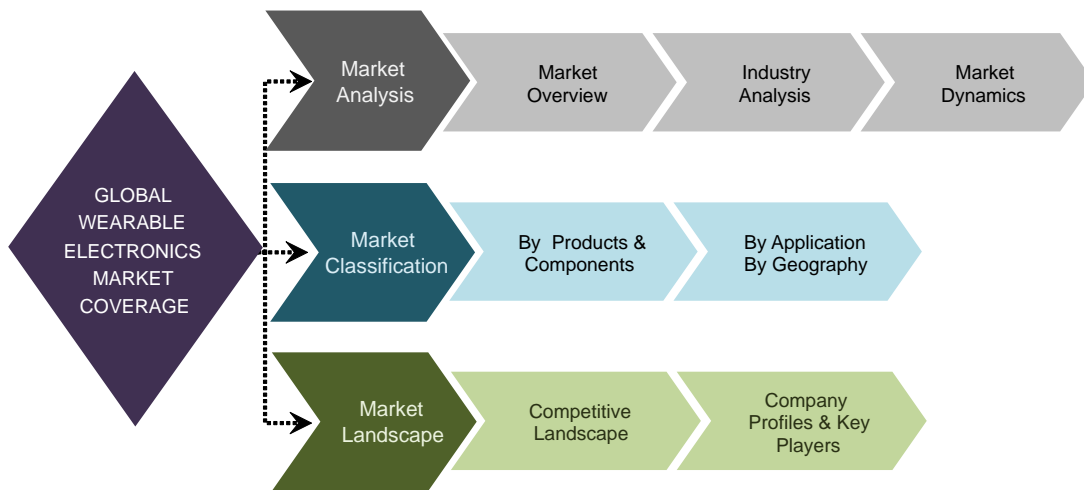 GLOBAL
WEARABLE
ELECTRONICS
MARKET
COVERAGE
Market
Analysis
Market
Overview
Industry
Analysis
Market
Dynamics
Market
Classification
By Products &
Components
By Application
By Geography
Market
Landscape
Competitive
Landscape
Company
Profiles & Key
Players